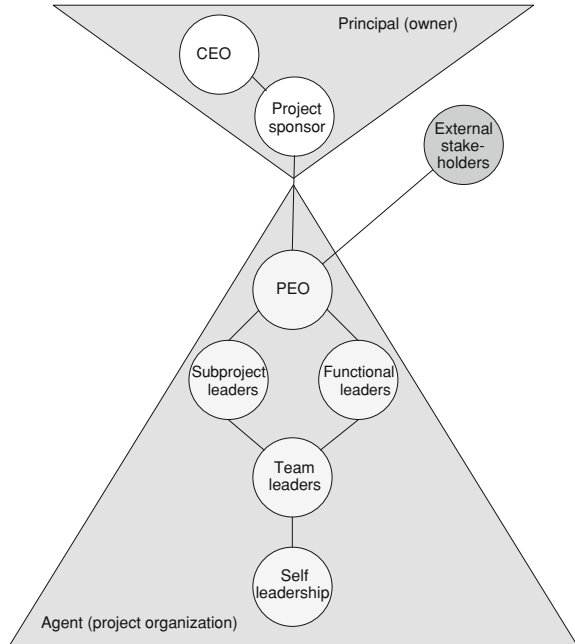 Principal (owner)
CEO
Project
sponsor
External
stake-
holders
PEO
Subproject
leaders
Functional
leaders
Team
leaders
Self
leadership
Agent (project organization)